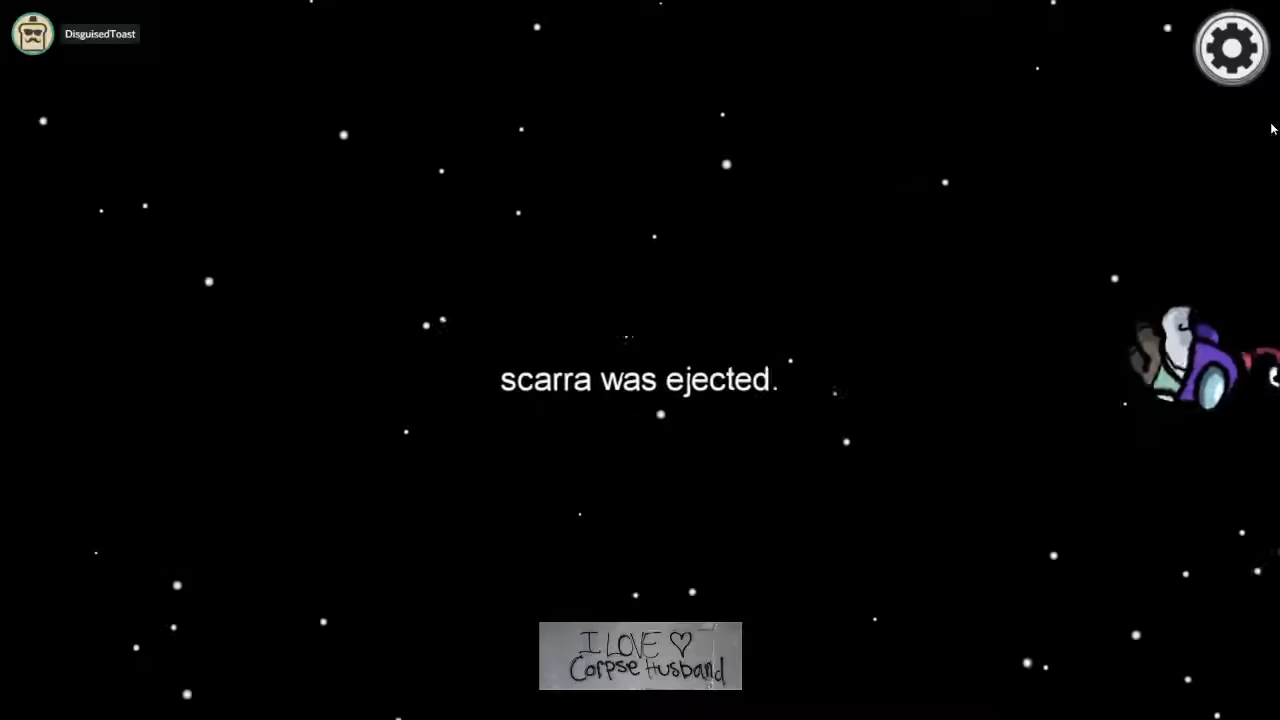 DisguisedToast
scarra was ejected.
I LOVE ♡
Corpse Husband